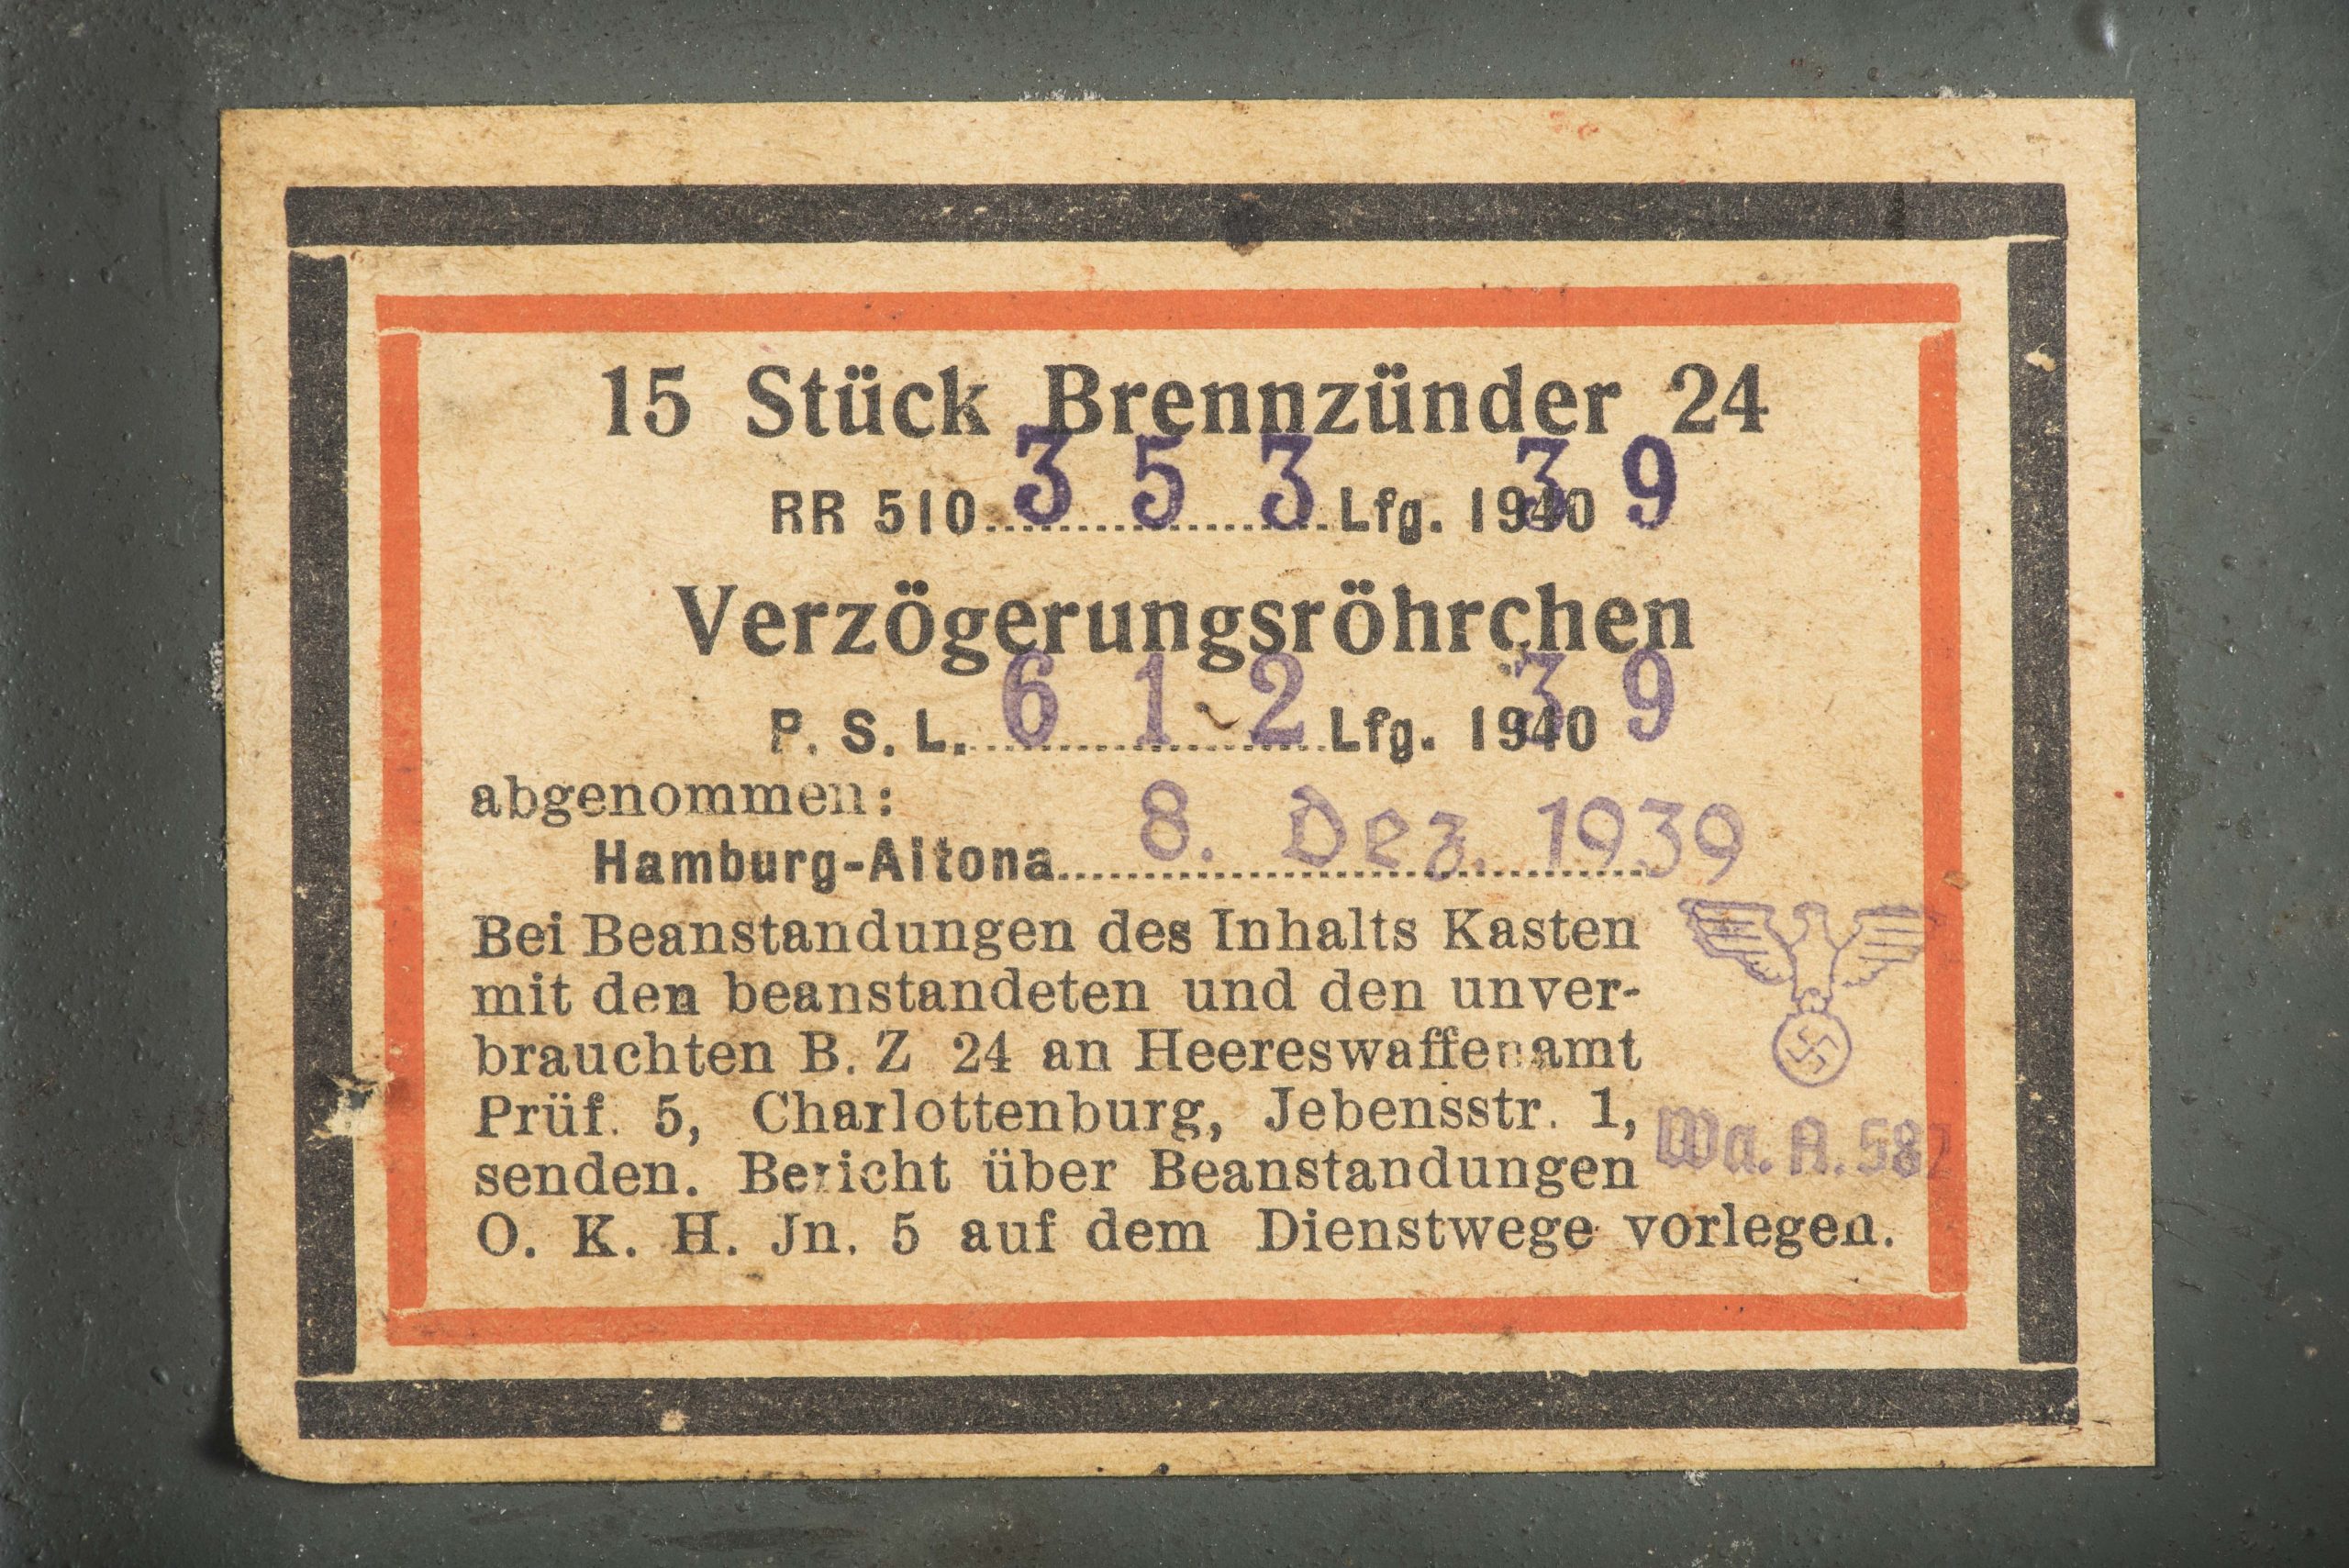 15 Stück Brennzünder 24
RR 510 353 Lfg. 1940 39
Verzögerungsröhrchen
P. S. L. 612 Lfg. 1940 39
abgenommen:
Hamburg-Altona 8. Dez. 1939
Bei Beanstandungen des Inhalts Kasten
mit den beanstandeten und den unver-
brauchten B. Z 24 an Heereswaffenamt
Prüf. 5, Charlottenburg, Jebensstr. 1,
senden. Bericht über Beanstandungen
O. K. H. Jn. 5 auf dem Dienstwege vorlegen.
Wa. A. 582